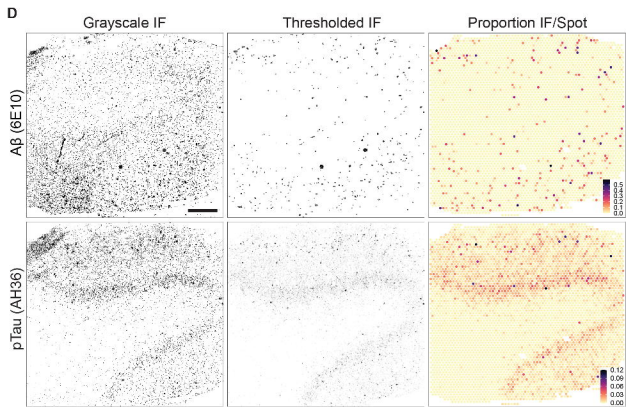 D
Grayscale IF
Thresholded IF
Proportion IF/Spot
Aβ (6E10)
0.5
0.4
0.3
0.2
0.1
0.0
pTau (AH36)
0.12
0.09
0.06
0.03
0.00